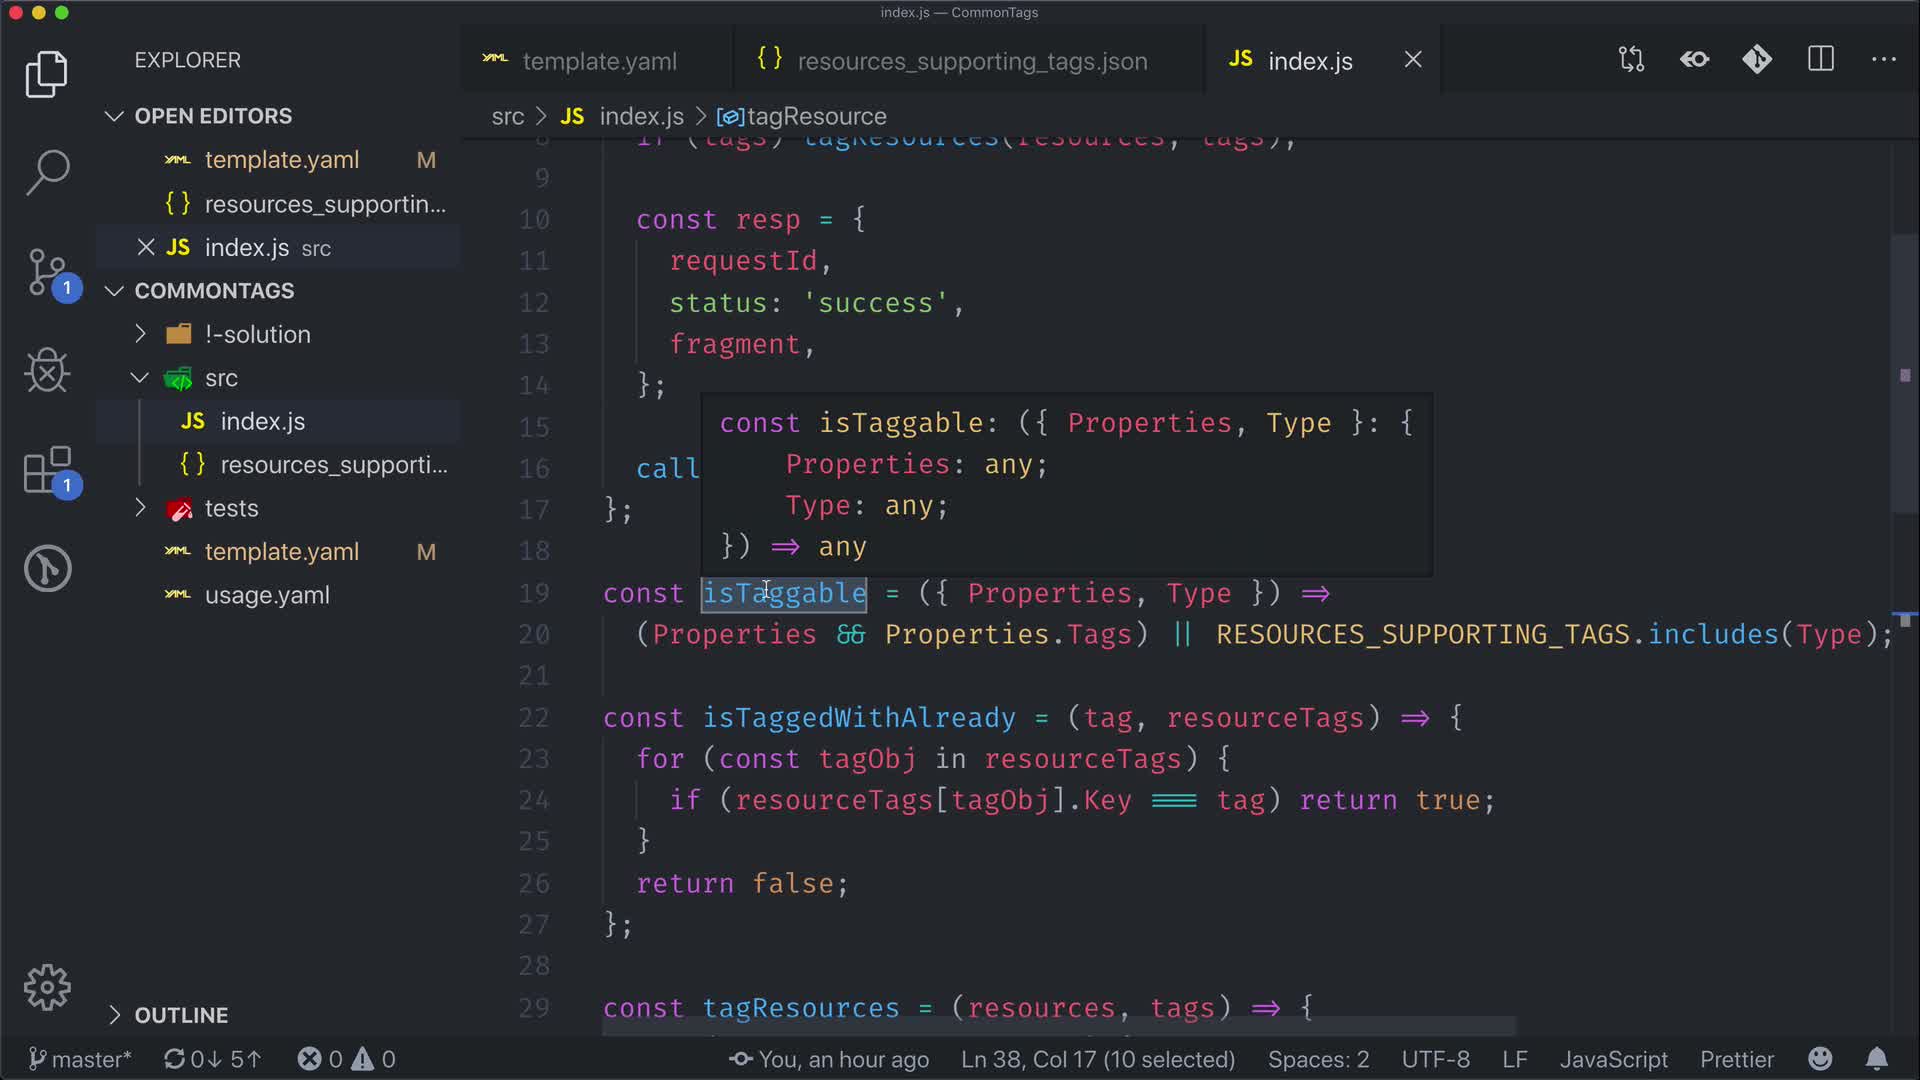 index.js — CommonTags
EXPLORER
OPEN EDITORS
template.yaml M
resources_supportin...
JS index.js src
COMMONTAGS
!-solution
src
JS index.js
resources_supporti...
tests
template.yaml M
usage.yaml
OUTLINE
1
1
template.yaml
{} resources_supporting_tags.json
JS index.js
src > JS index.js > tagResource
8 if (tags) tagResources(resources, tags);
9
10 const resp = {
11 requestId,
12 status: 'success',
13 fragment,
14 };
15
16 call
17 };
18
const isTaggable: ({ Properties, Type }: {
Properties: any;
Type: any;
}) => any
19 const isTaggable = ({ Properties, Type }) =>
20 (Properties && Properties.Tags) || RESOURCES_SUPPORTING_TAGS.includes(Type);
21
22 const isTaggedWithAlready = (tag, resourceTags) => {
23 for (const tagObj in resourceTags) {
24 if (resourceTags[tagObj].Key === tag) return true;
25 }
26 return false;
27 };
28
29 const tagResources = (resources, tags) => {
master* 0↓ 5↑ 0 0 You, an hour ago Ln 38, Col 17 (10 selected) Spaces: 2 UTF-8 LF JavaScript Prettier